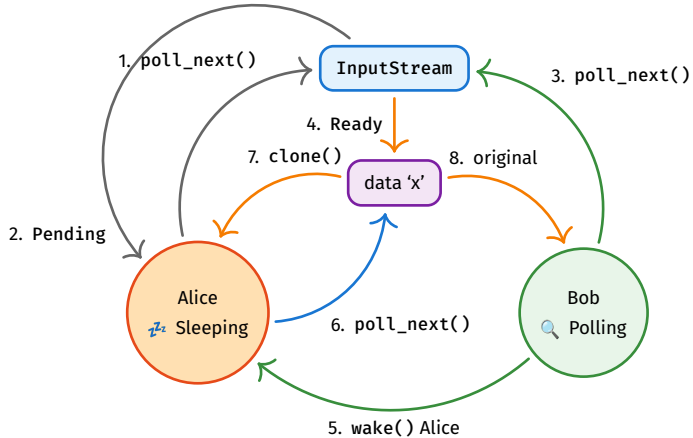 1. poll_next()
InputStream
3. poll_next()
4. Ready
7. clone()
8. original
data ‘x’
2. Pending
Alice
💤 Sleeping
Bob
🔍 Polling
6. poll_next()
5. wake() Alice